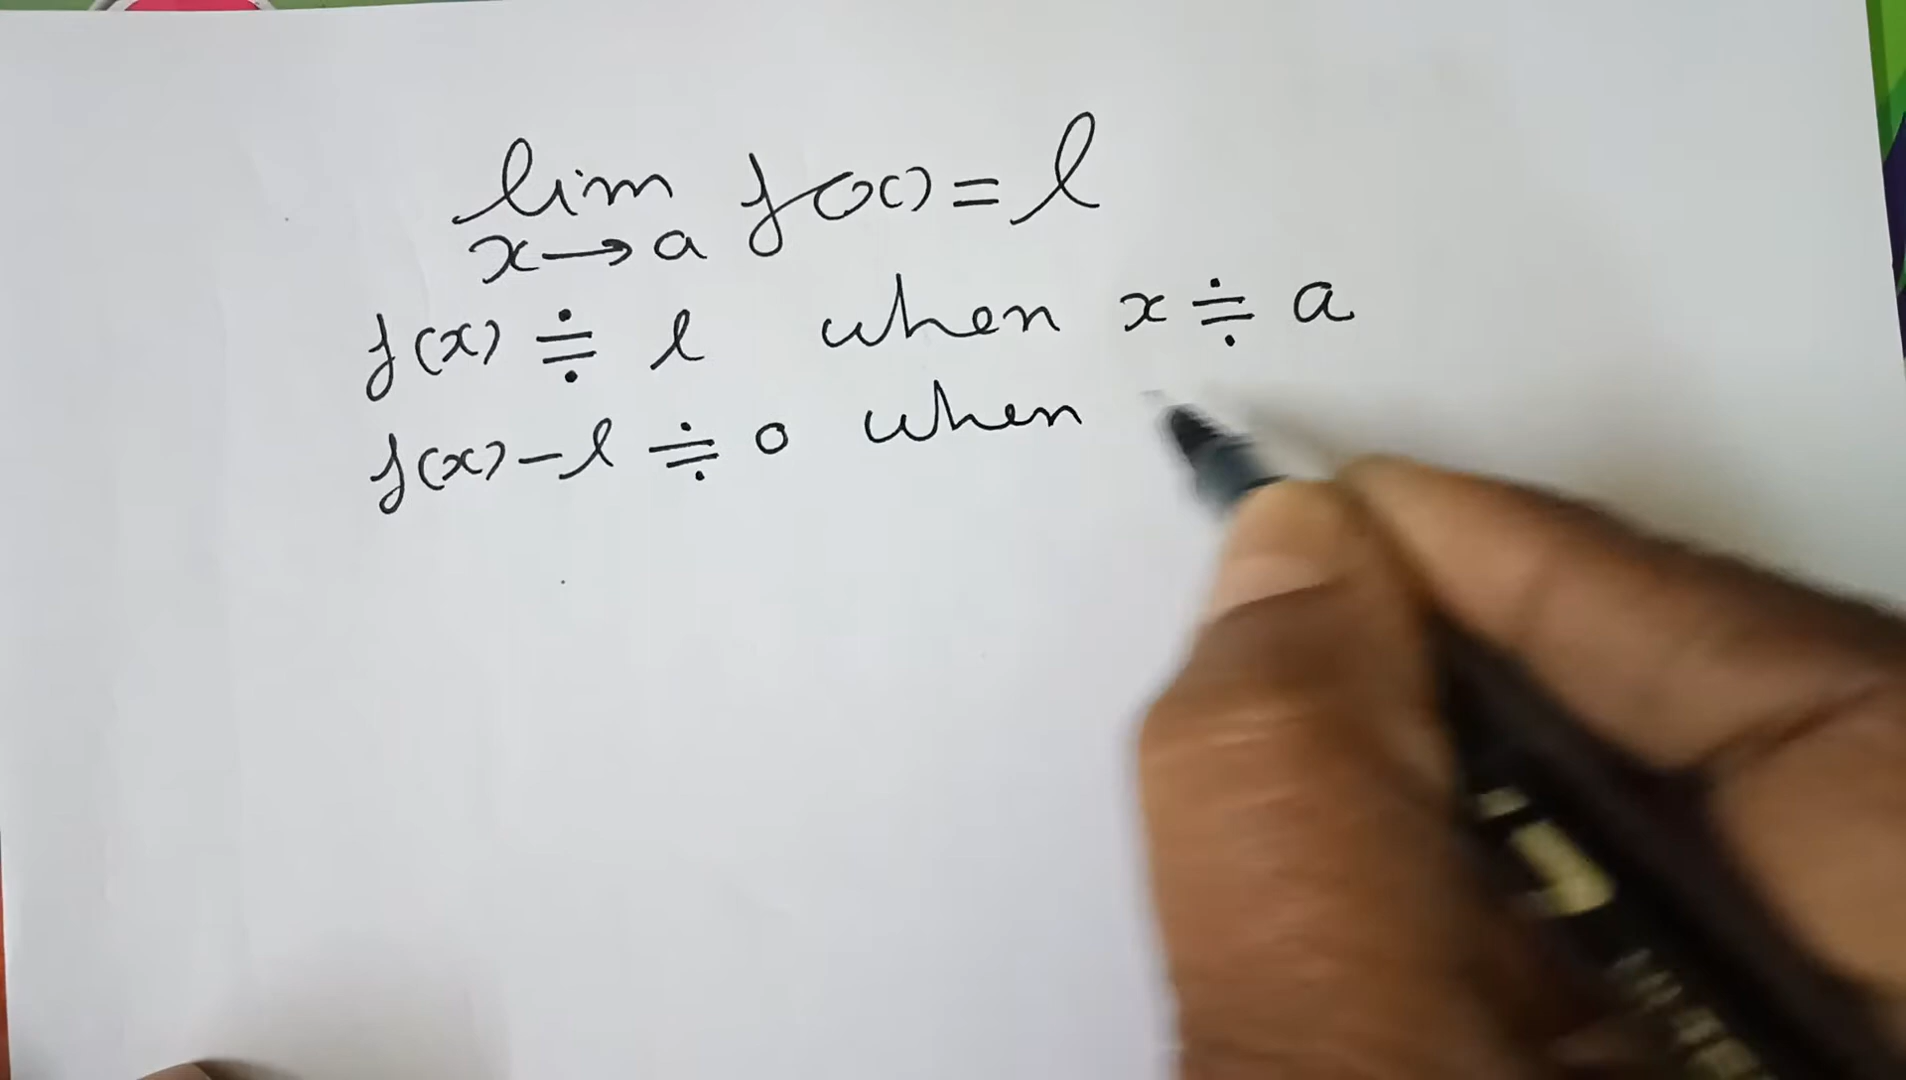 lim f(x) = l
x → a
f(x) ≑ l when x ≑ a
f(x) - l ≑ 0 when